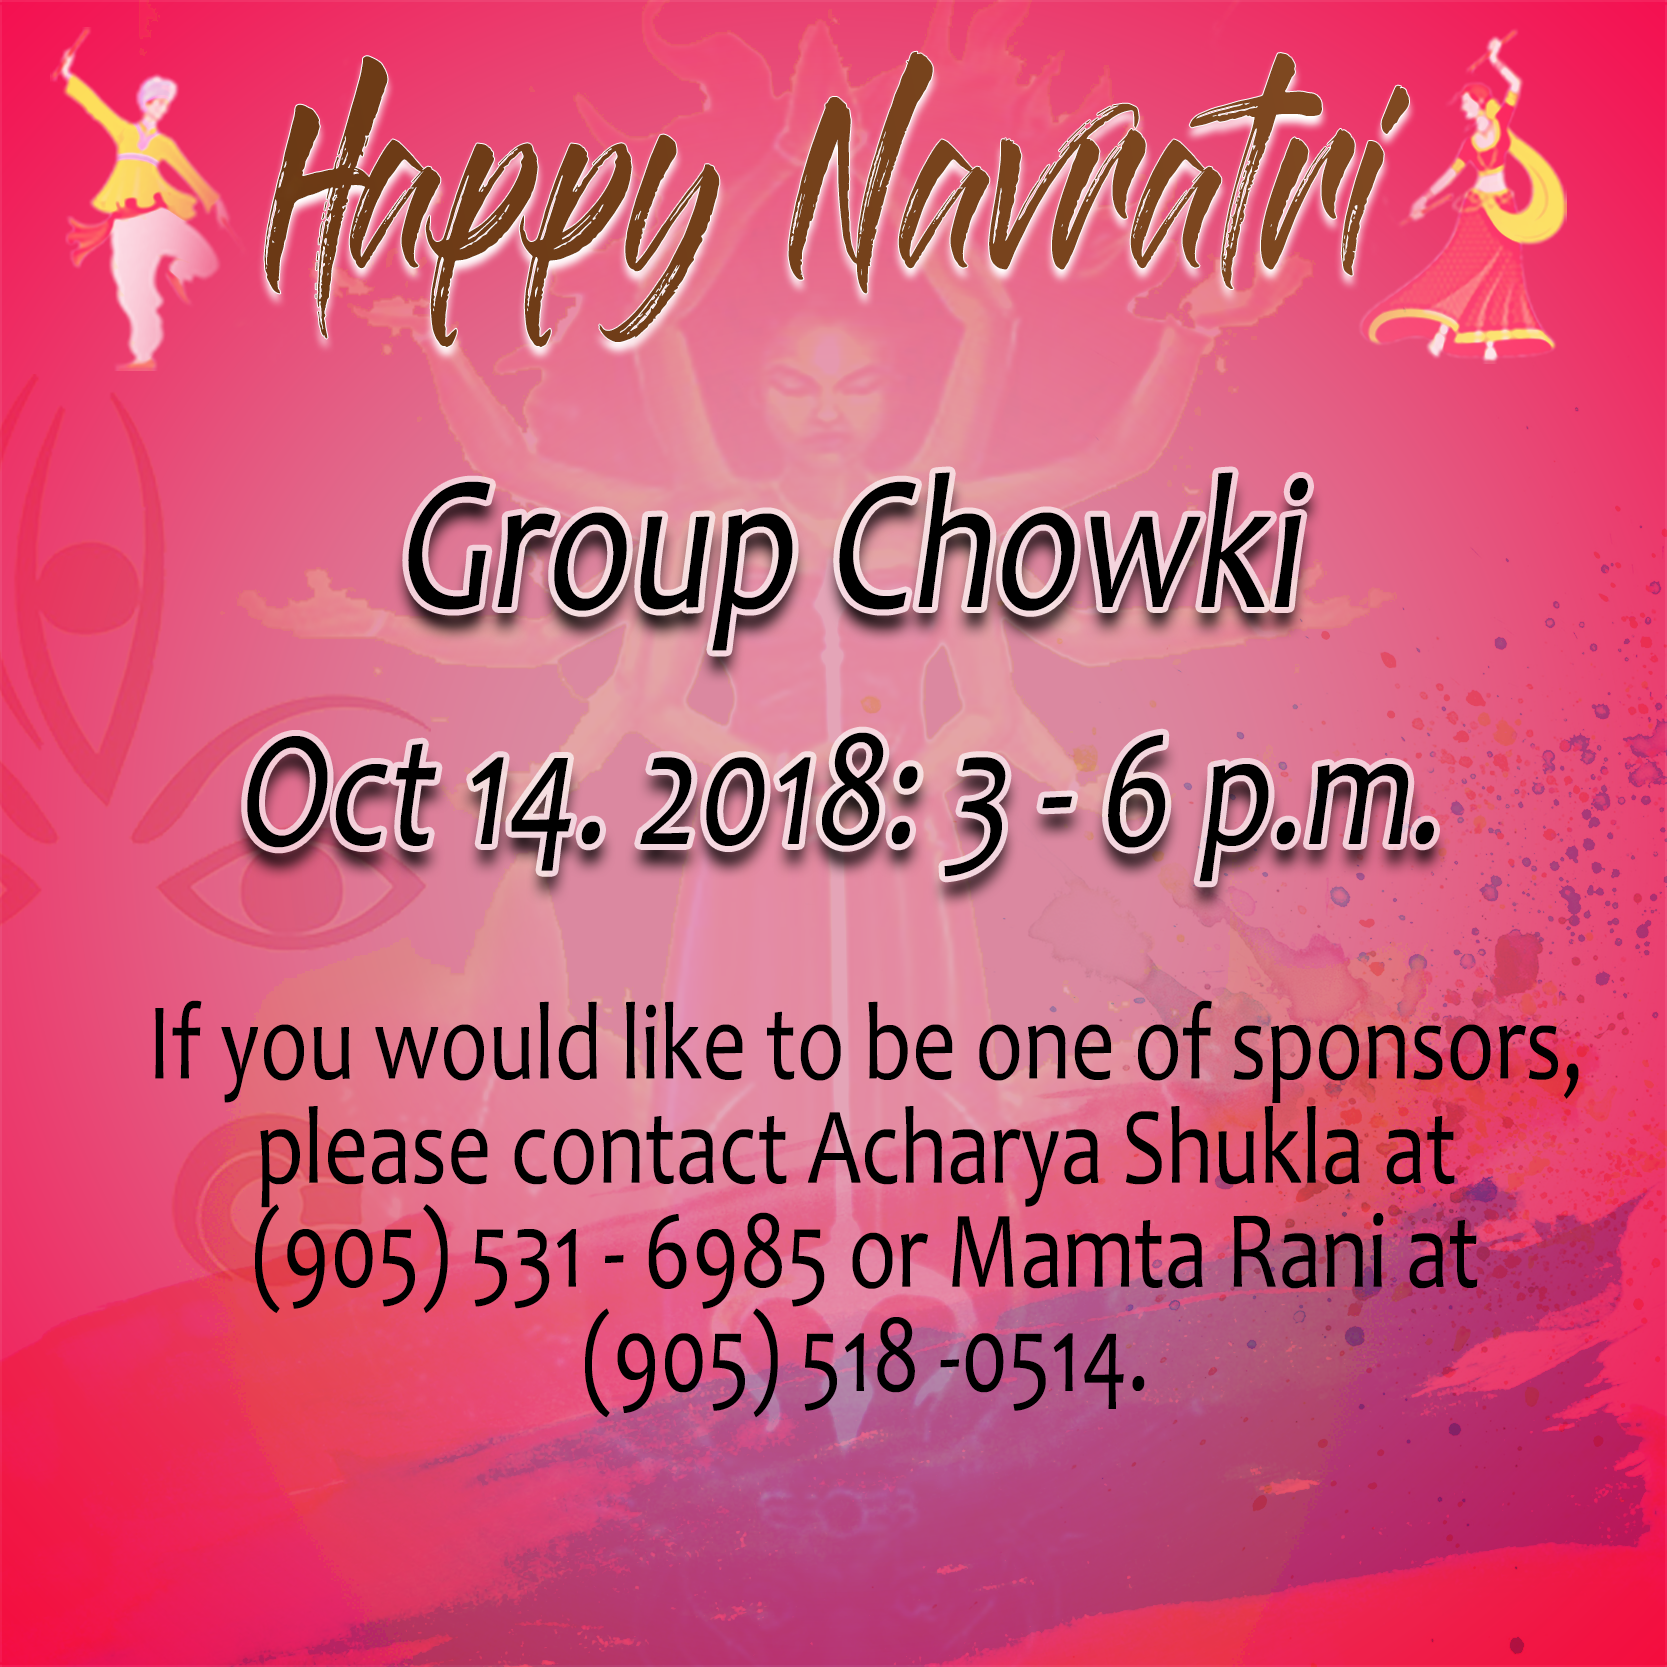 Happy Navratri
Group Chowki
Oct 14. 2018: 3 - 6 p.m.
If you would like to be one of sponsors,
please contact Acharya Shukla at
(905) 531 - 6985 or Mamta Rani at
(905) 518 -0514.